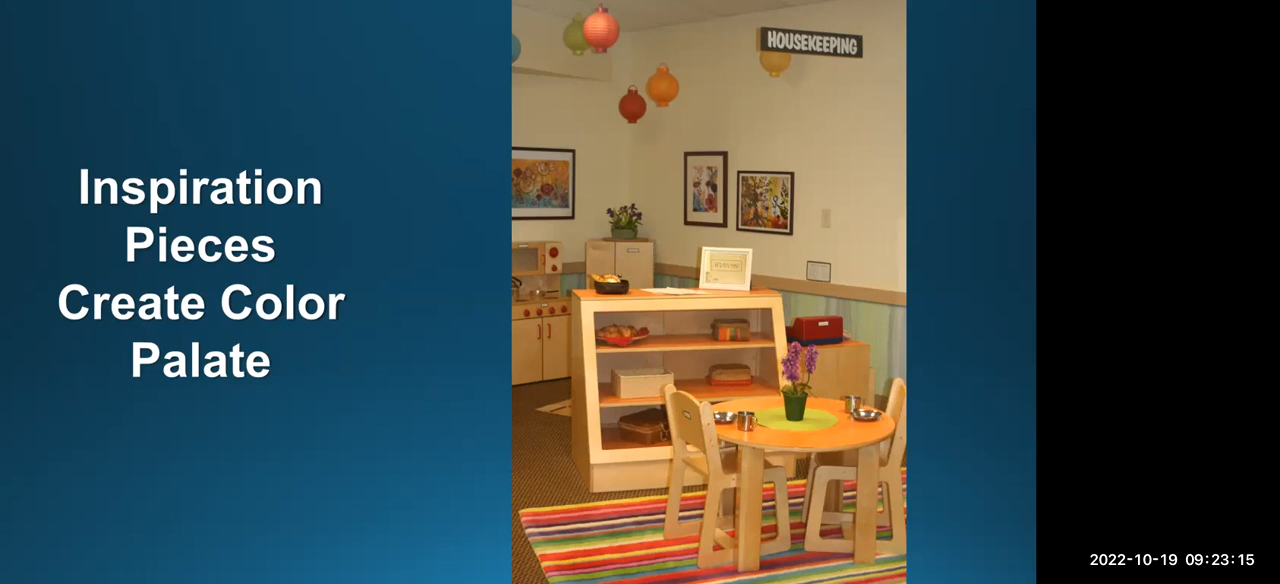 Inspiration
Pieces
Create Color
Palate
HOUSEKEEPING
2022-10-19 09:23:15